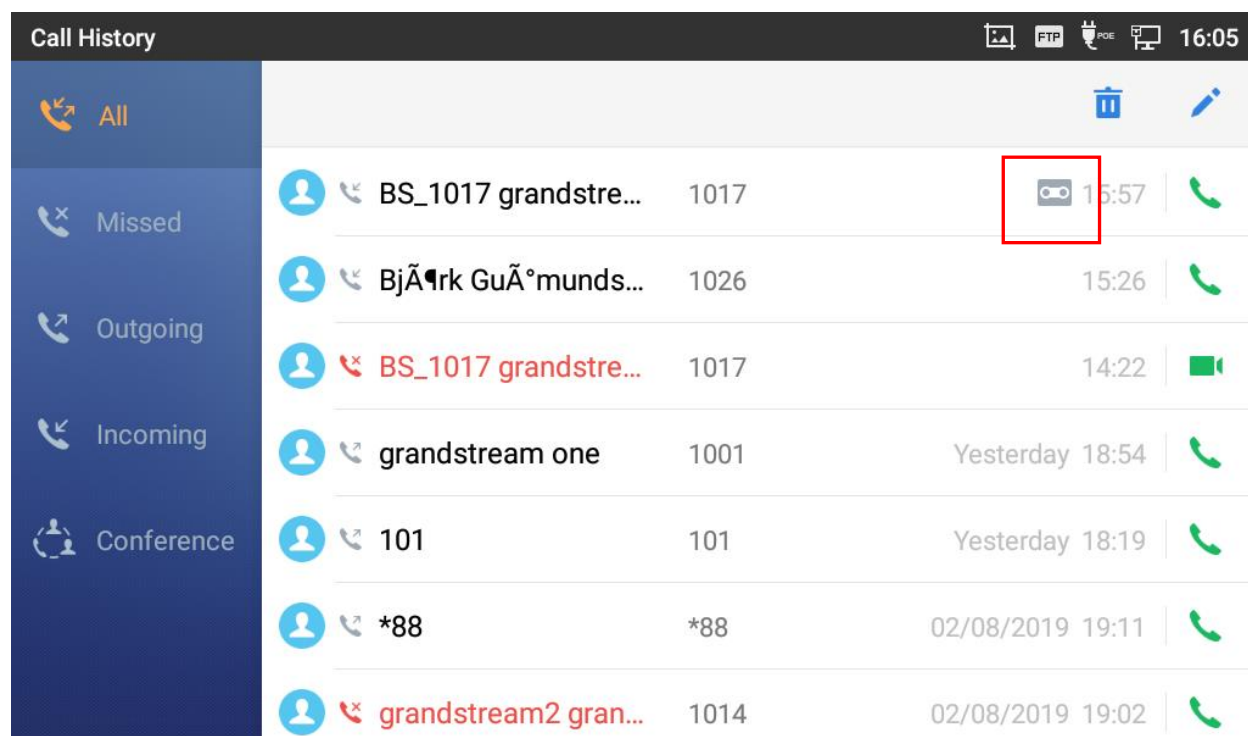 Call History FTP POE 16:05
All
Missed
Outgoing
Incoming
Conference
BS_1017 grandstre... 1017 15:57
BjÃ¶rk GuÃ°munds... 1026 15:26
BS_1017 grandstre... 1017 14:22
grandstream one 1001 Yesterday 18:54
101 101 Yesterday 18:19
*88 *88 02/08/2019 19:11
grandstream2 gran... 1014 02/08/2019 19:02